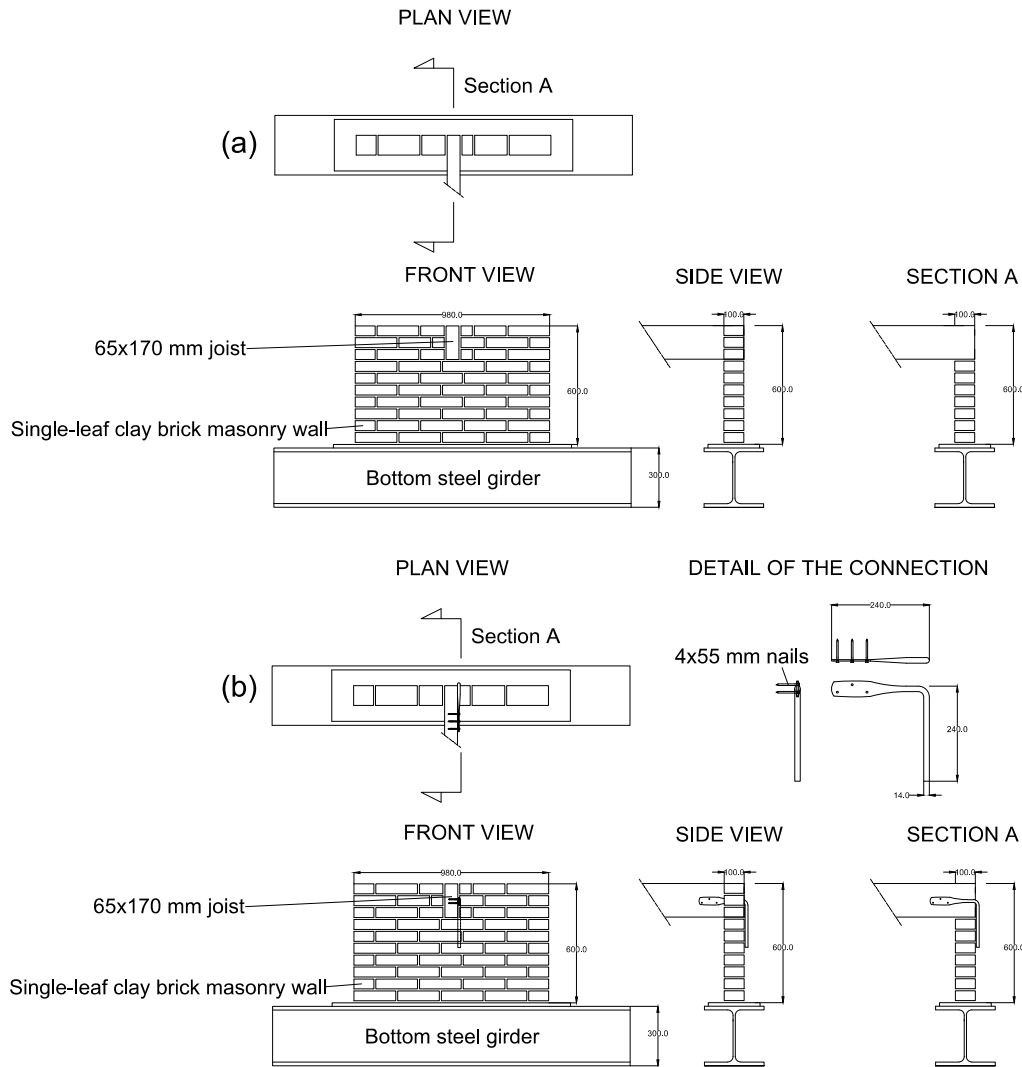 PLAN VIEW
Section A
(a)
FRONT VIEW
SIDE VIEW
SECTION A
980.0
100.0
100.0
65x170 mm joist
600.0
600.0
600.0
Single-leaf clay brick masonry wall
Bottom steel girder
300.0
PLAN VIEW
DETAIL OF THE CONNECTION
240.0
Section A
4x55 mm nails
(b)
240.0
14.0
FRONT VIEW
SIDE VIEW
SECTION A
980.0
100.0
100.0
65x170 mm joist
600.0
600.0
600.0
Single-leaf clay brick masonry wall
Bottom steel girder
300.0